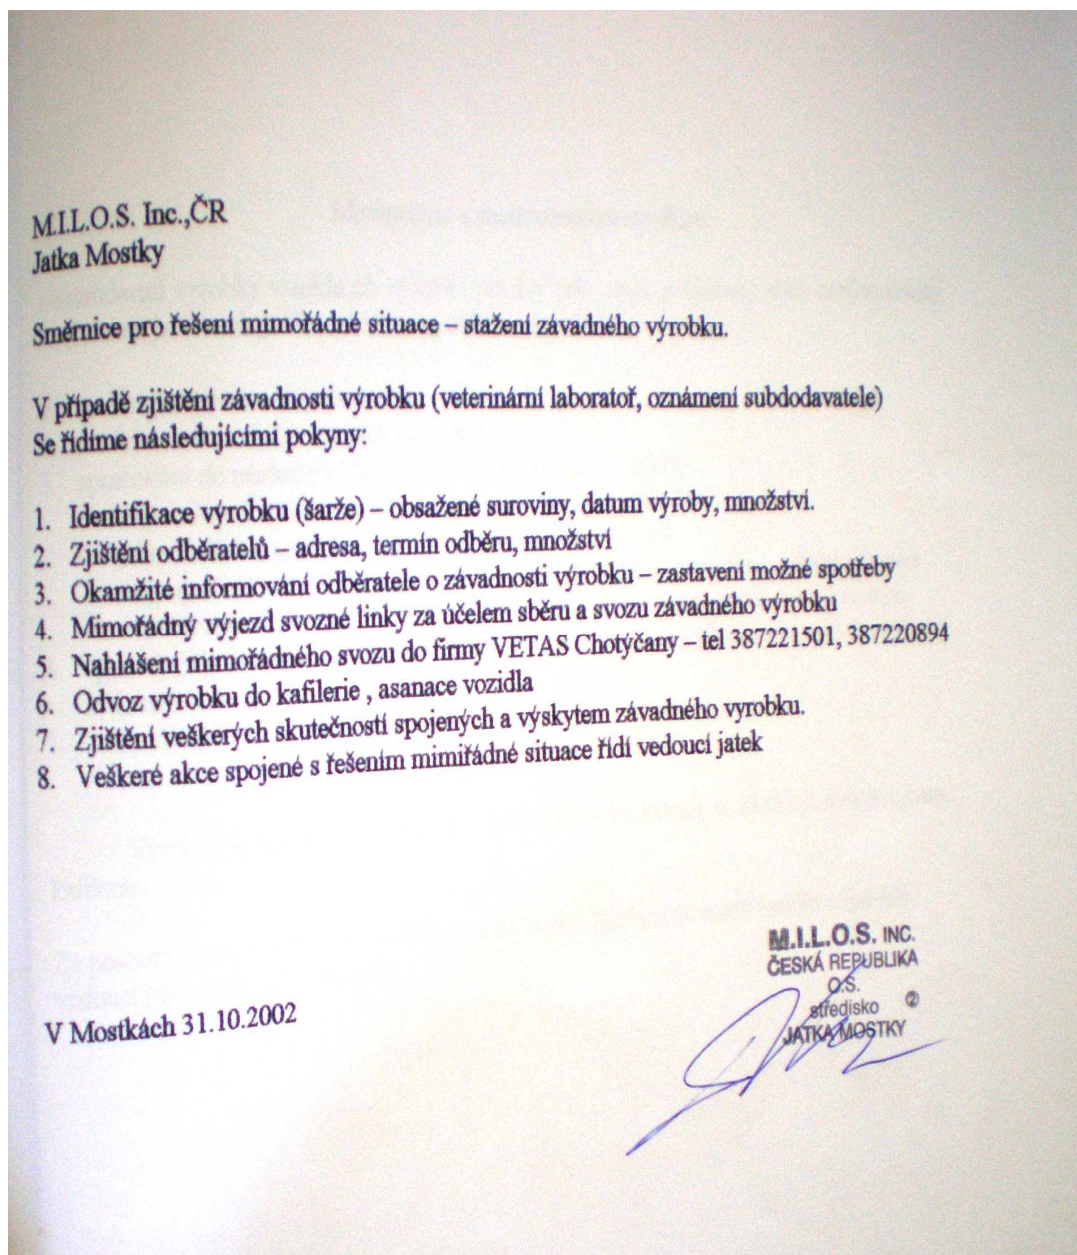 M.I.L.O.S. Inc.,ČR
Jatka Mostky
Směrnice pro řešení mimořádné situace – stažení závadného výrobku.
V případě zjištění závadnosti výrobku (veterinární laboratoř, oznámení subdodavatele)
Se řídíme následujícími pokyny:
1. Identifikace výrobku (šarže) – obsažené suroviny, datum výroby, množství.
2. Zjištění odběratelů – adresa, termín odběru, množství
3. Okamžité informování odběratele o závadnosti výrobku – zastavení možné spotřeby
4. Mimořádný výjezd svozné linky za účelem sběru a svozu závadného výrobku
5. Nahlášení mimořádného svozu do firmy VETAS Chotýčany – tel 387221501, 387220894
6. Odvoz výrobku do kafilerie , asanace vozidla
7. Zjištění veškerých skutečností spojených a výskytem závadného vyrobku.
8. Veškeré akce spojené s řešením mimiřádné situace řídí vedoucí jatek
M.I.L.O.S. INC.
ČESKÁ REPUBLIKA
O.S.
středisko ②
JATKA MOSTKY
V Mostkách 31.10.2002